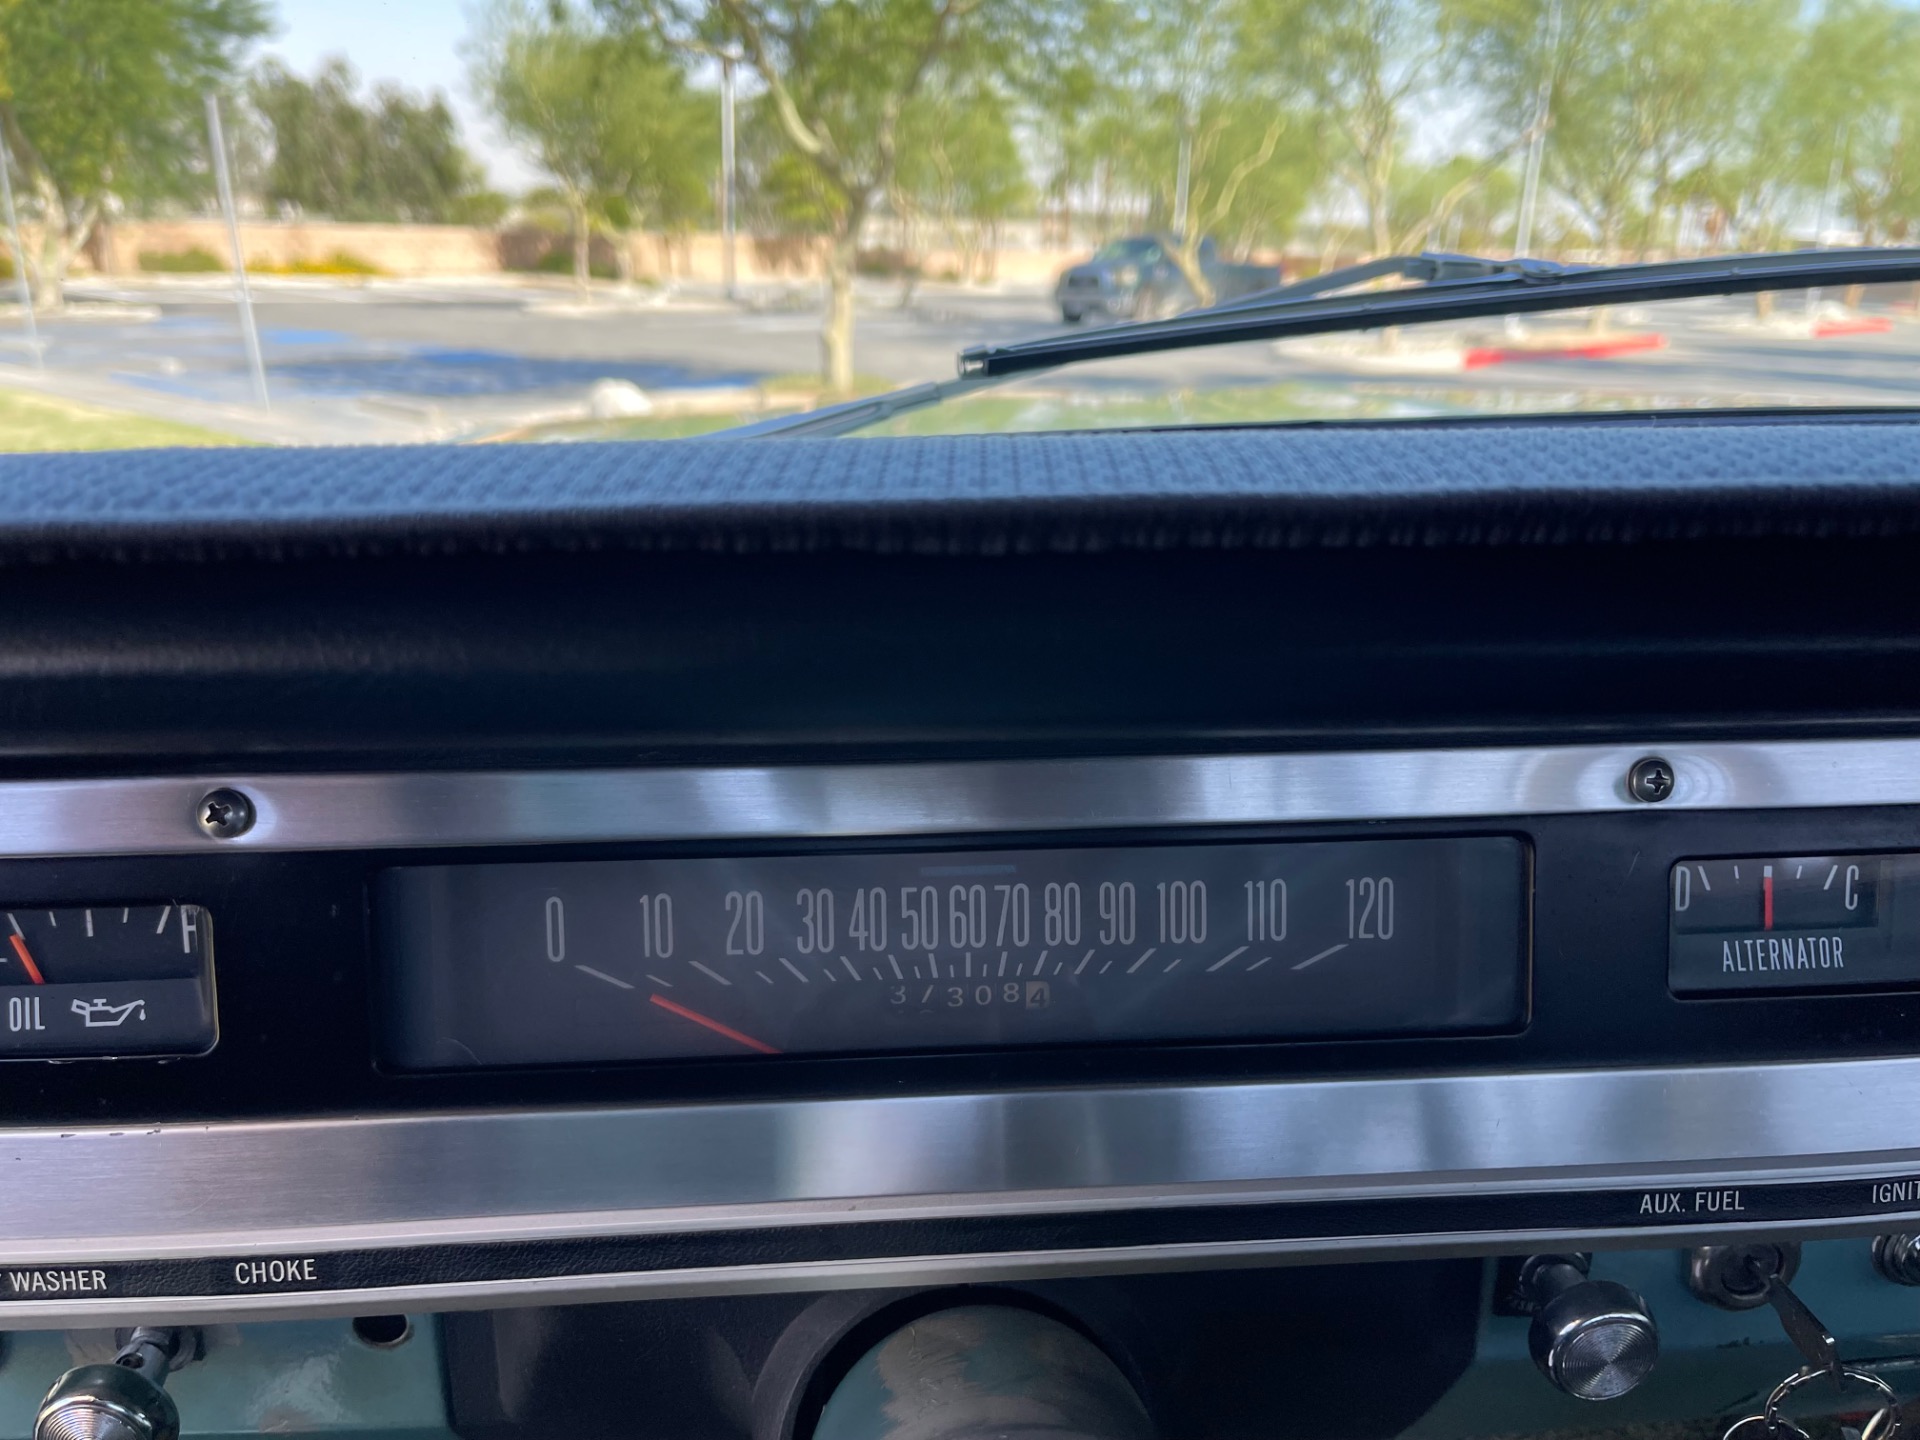 0 10 20 30 40 50 60 70 80 90 100 110 120
D C
H
ALTERNATOR
OIL
373084
AUX. FUEL
WASHER
CHOKE